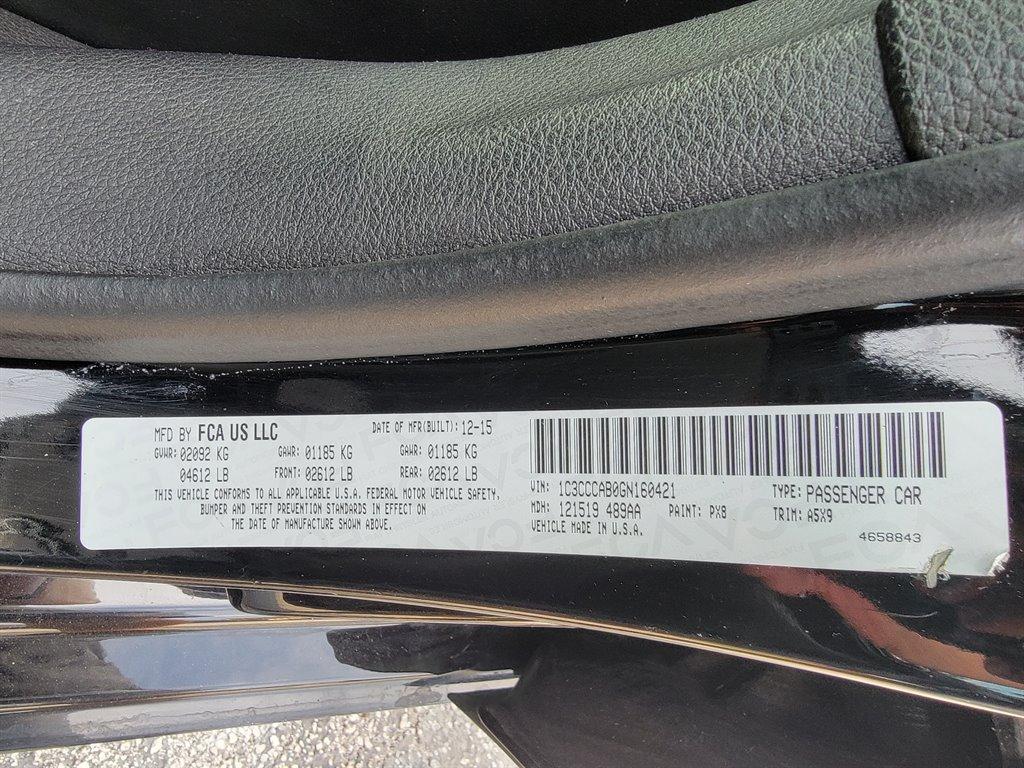 MFD BY FCA US LLC DATE OF MFR(BUILT): 12-15
GVWR: 02092 KG GAWR: 01185 KG GAWR: 01185 KG
04612 LB FRONT: 02612 LB REAR: 02612 LB
THIS VEHICLE CONFORMS TO ALL APPLICABLE U.S.A. FEDERAL MOTOR VEHICLE SAFETY,
BUMPER AND THEFT PREVENTION STANDARDS IN EFFECT ON
THE DATE OF MANUFACTURE SHOWN ABOVE.
VIN: 1C3CCCAB0GN160421 TYPE: PASSENGER CAR
MDH: 121519 489AA PAINT: PX8 TRIM: A5X9
VEHICLE MADE IN U.S.A.
4658843